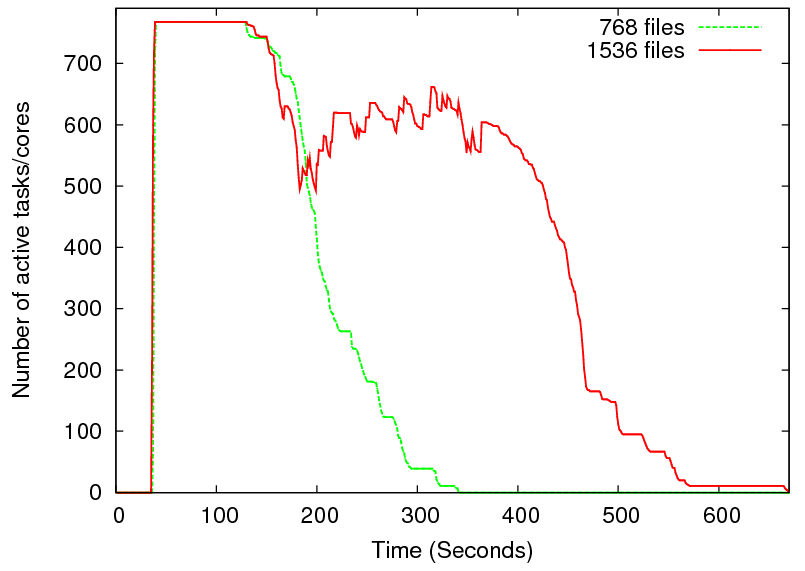 768 files
1536 files
700
600
500
400
300
200
100
0
Number of active tasks/cores
0 100 200 300 400 500 600
Time (Seconds)